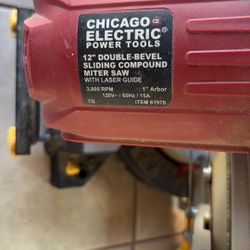 CHICAGO
ELECTRIC®
POWER TOOLS
12" DOUBLE-BEVEL
SLIDING COMPOUND
MITER SAW
WITH LASER GUIDE
3,800 RPM 1" Arbor
120V~ / 60Hz / 15A
ITEM 61970